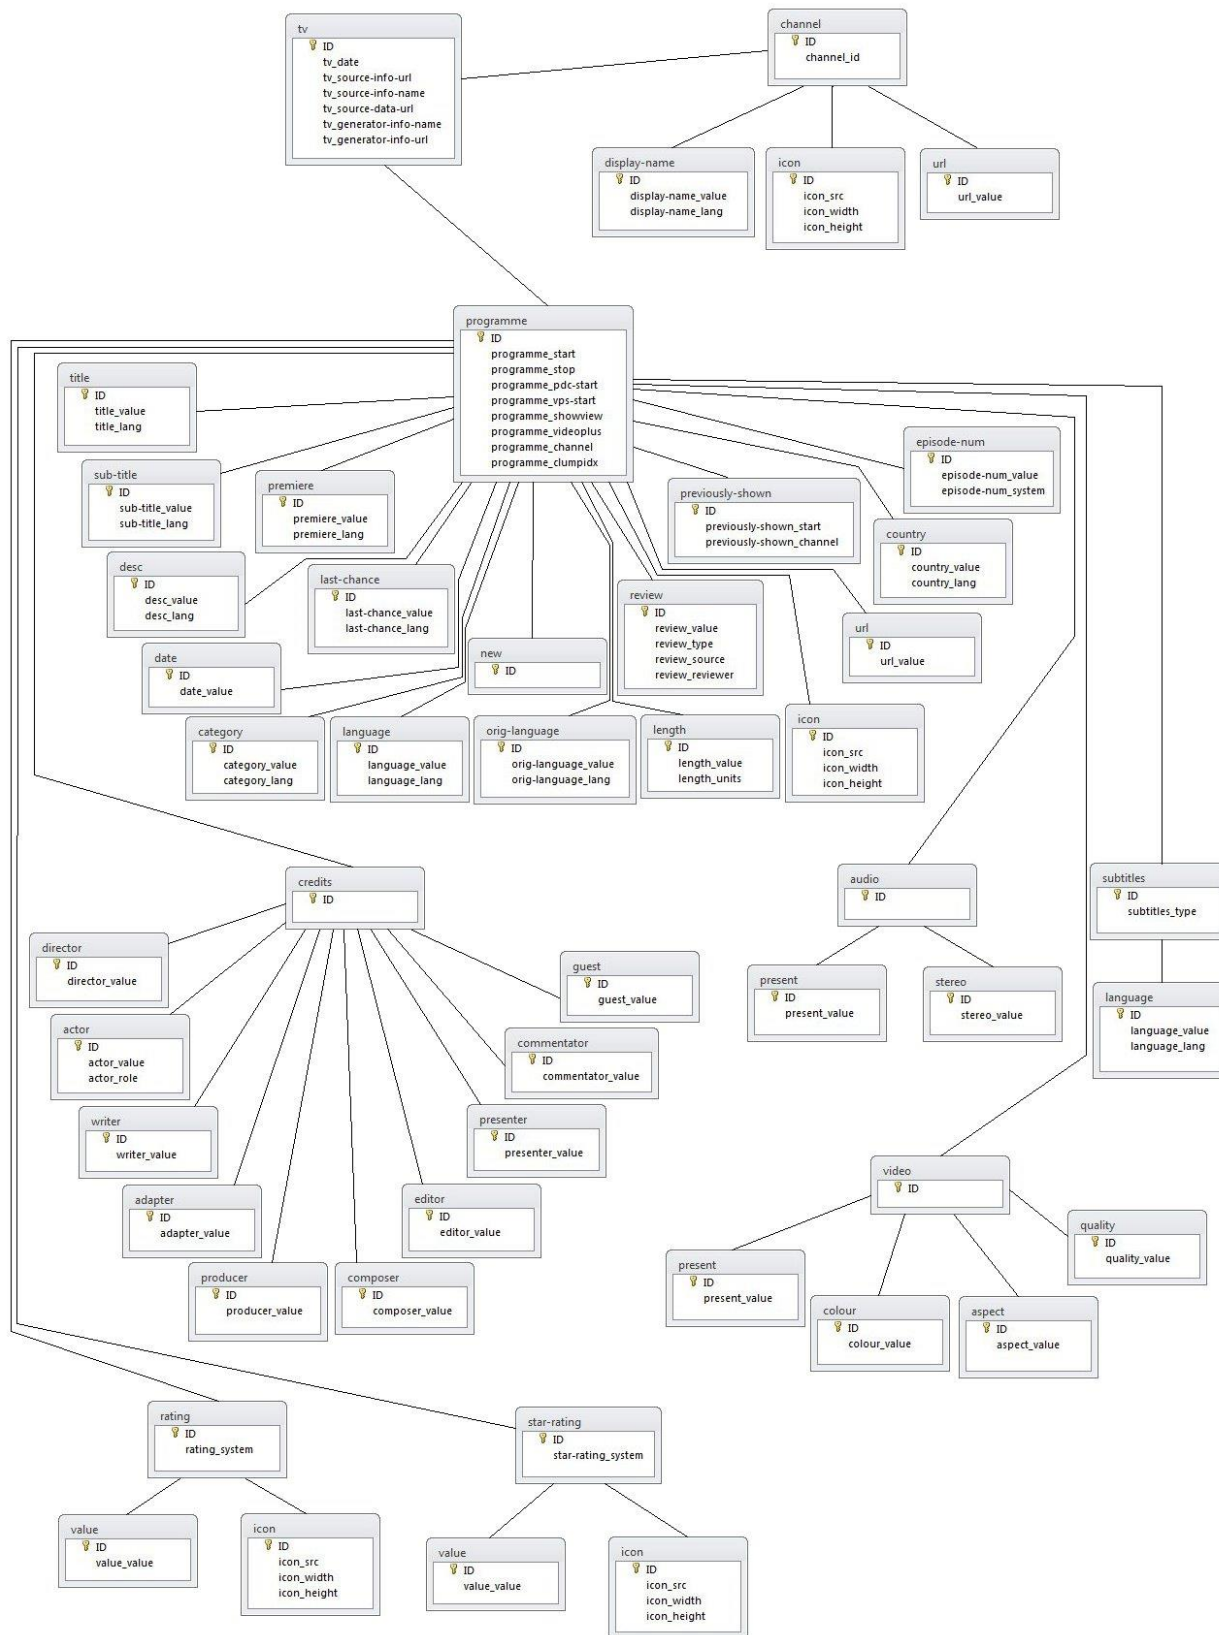 tv
ID
tv_date
tv_source-info-url
tv_source-info-name
tv_source-data-url
tv_generator-info-name
tv_generator-info-url
channel
ID
channel_id
display-name
ID
display-name_value
display-name_lang
icon
ID
icon_src
icon_width
icon_height
url
ID
url_value
programme
ID
programme_start
programme_stop
programme_pdc-start
programme_vps-start
programme_showview
programme_videoplus
programme_channel
programme_clumpidx
title
ID
title_value
title_lang
sub-title
ID
sub-title_value
sub-title_lang
premiere
ID
premiere_value
premiere_lang
previously-shown
ID
previously-shown_start
previously-shown_channel
episode-num
ID
episode-num_value
episode-num_system
country
ID
country_value
country_lang
desc
ID
desc_value
desc_lang
last-chance
ID
last-chance_value
last-chance_lang
review
ID
review_value
review_type
review_source
review_reviewer
url
ID
url_value
date
ID
date_value
new
ID
category
ID
category_value
category_lang
language
ID
language_value
language_lang
orig-language
ID
orig-language_value
orig-language_lang
length
ID
length_value
length_units
icon
ID
icon_src
icon_width
icon_height
credits
ID
audio
ID
subtitles
ID
subtitles_type
director
ID
director_value
guest
ID
guest_value
present
ID
present_value
stereo
ID
stereo_value
language
ID
language_value
language_lang
actor
ID
actor_value
actor_role
commentator
ID
commentator_value
writer
ID
writer_value
presenter
ID
presenter_value
video
ID
adapter
ID
adapter_value
editor
ID
editor_value
quality
ID
quality_value
producer
ID
producer_value
composer
ID
composer_value
present
ID
present_value
colour
ID
colour_value
aspect
ID
aspect_value
rating
ID
rating_system
star-rating
ID
star-rating_system
value
ID
value_value
icon
ID
icon_src
icon_width
icon_height
value
ID
value_value
icon
ID
icon_src
icon_width
icon_height